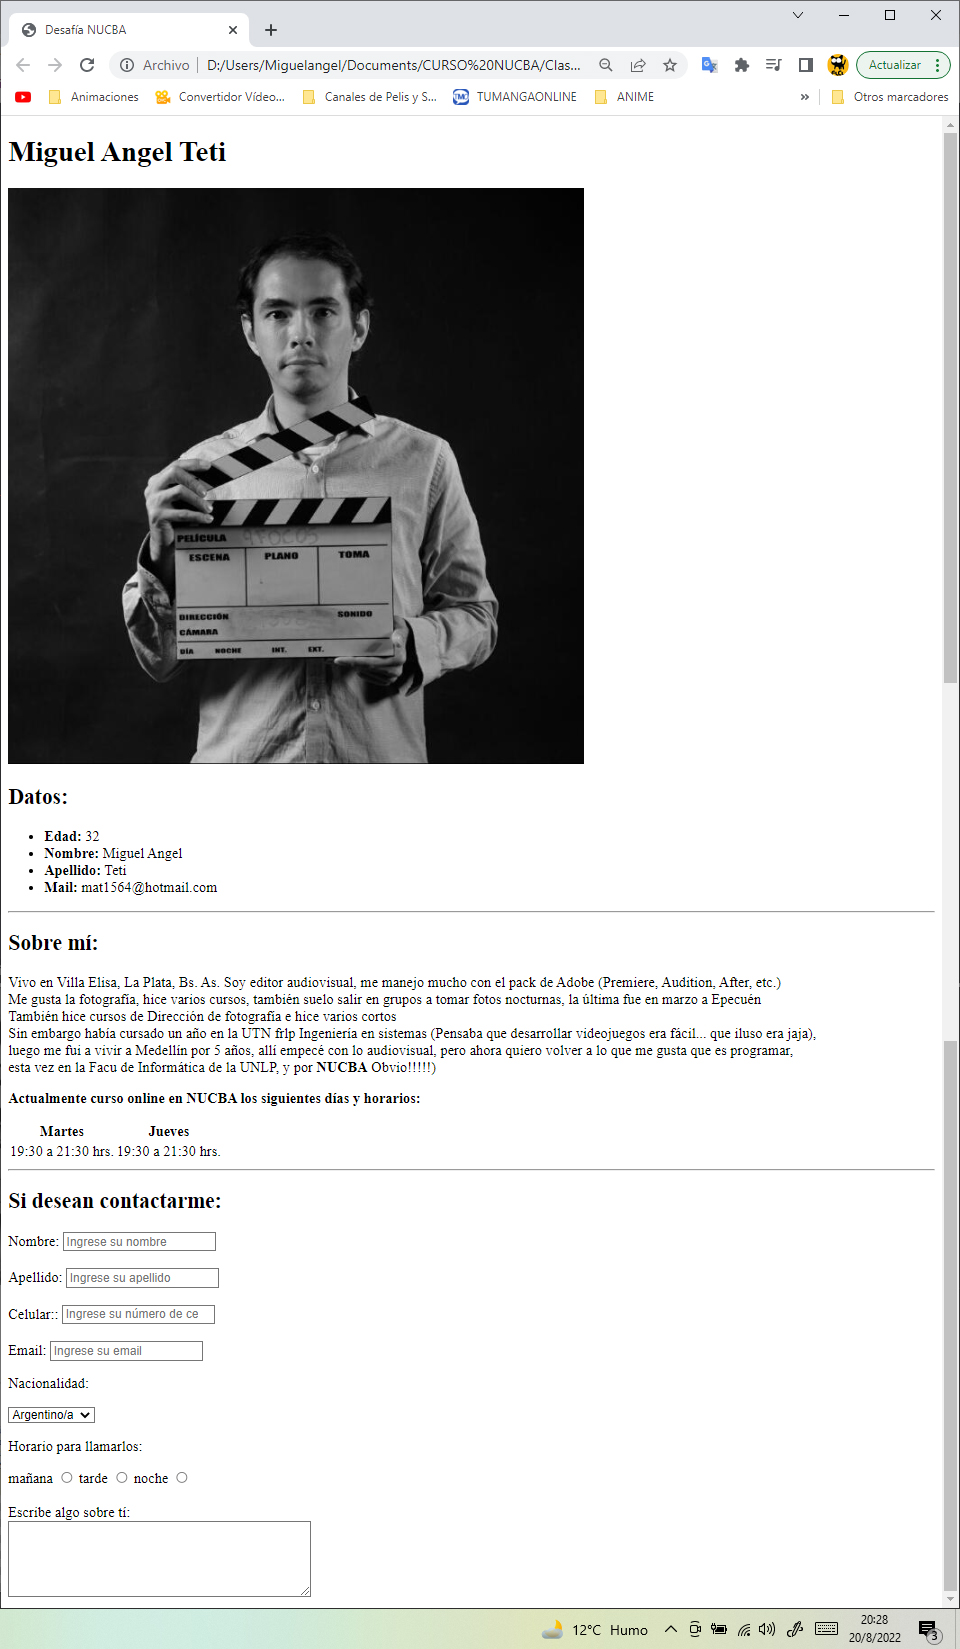 Desafía NUCBA
Archivo | D:/Users/Miguelangel/Documents/CURSO%20NUCBA/Clas...
Actualizar
Animaciones
Convertidor Vídeo...
Canales de Pelis y S...
TUMANGAONLINE
ANIME
»
Otros marcadores
Miguel Angel Teti
PELÍCULA
ESCENA PLANO TOMA
DIRECCIÓN SONIDO
CÁMARA
DÍA NOCHE INT. EXT.
Datos:
• Edad: 32
• Nombre: Miguel Angel
• Apellido: Teti
• Mail: mat1564@hotmail.com
Sobre mí:
Vivo en Villa Elisa, La Plata, Bs. As. Soy editor audiovisual, me manejo mucho con el pack de Adobe (Premiere, Audition, After, etc.)
Me gusta la fotografía, hice varios cursos, también suelo salir en grupos a tomar fotos nocturnas, la última fue en marzo a Epecuén
También hice cursos de Dirección de fotografía e hice varios cortos
Sin embargo había cursado un año en la UTN frlp Ingeniería en sistemas (Pensaba que desarrollar videojuegos era fácil... que iluso era jaja),
luego me fui a vivir a Medellín por 5 años, allí empecé con lo audiovisual, pero ahora quiero volver a lo que me gusta que es programar,
esta vez en la Facu de Informática de la UNLP, y por NUCBA Obvio!!!!!)
Actualmente curso online en NUCBA los siguientes días y horarios:
Martes Jueves
19:30 a 21:30 hrs. 19:30 a 21:30 hrs.
Si desean contactarme:
Nombre: Ingrese su nombre
Apellido: Ingrese su apellido
Celular:: Ingrese su número de ce
Email: Ingrese su email
Nacionalidad:
Argentino/a
Horario para llamarlos:
mañana tarde noche
Escribe algo sobre tí:
12°C Humo
20:28
20/8/2022
3